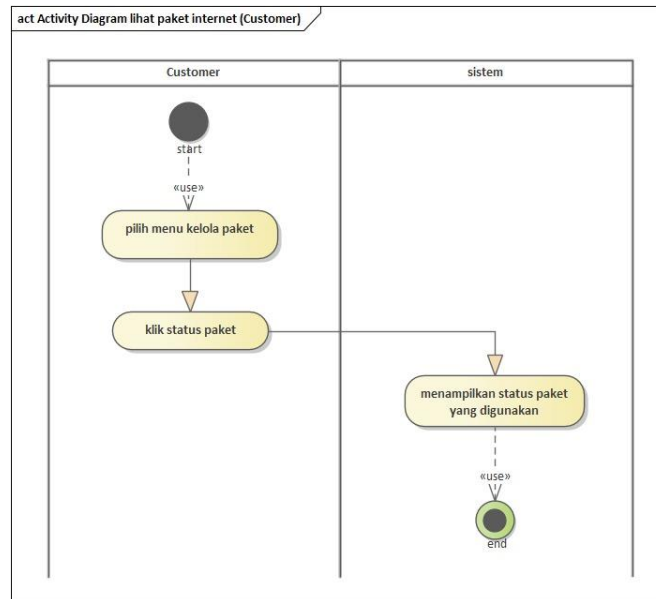 act Activity Diagram lihat paket internet (Customer)
Customer
sistem
start
«use»
pilih menu kelola paket
klik status paket
menampilkan status paket
yang digunakan
«use»
end